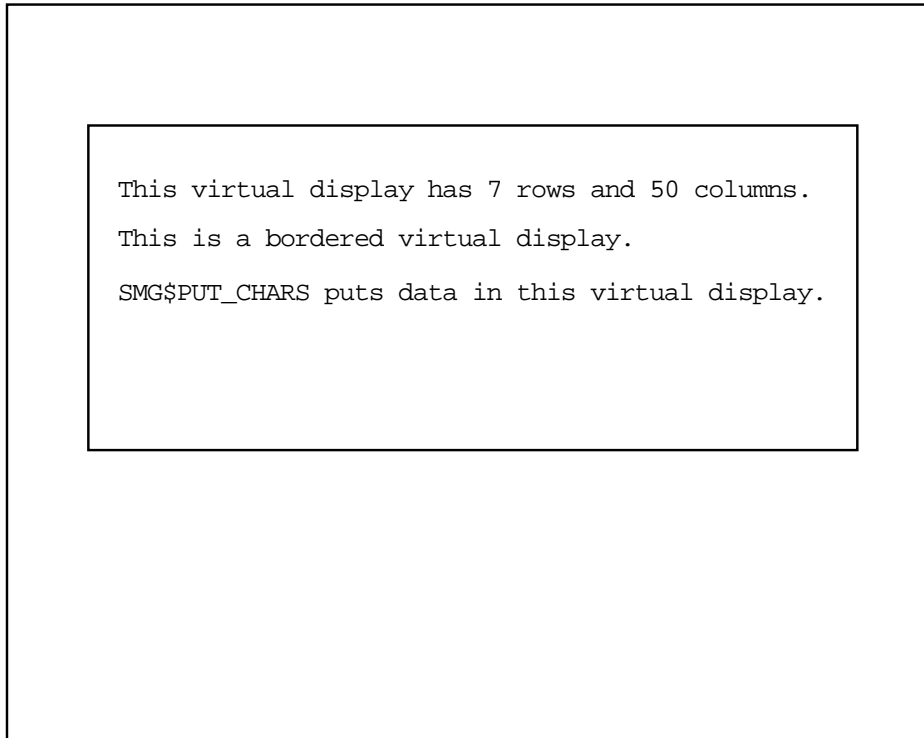 This virtual display has 7 rows and 50 columns.
This is a bordered virtual display.
SMG$PUT_CHARS puts data in this virtual display.